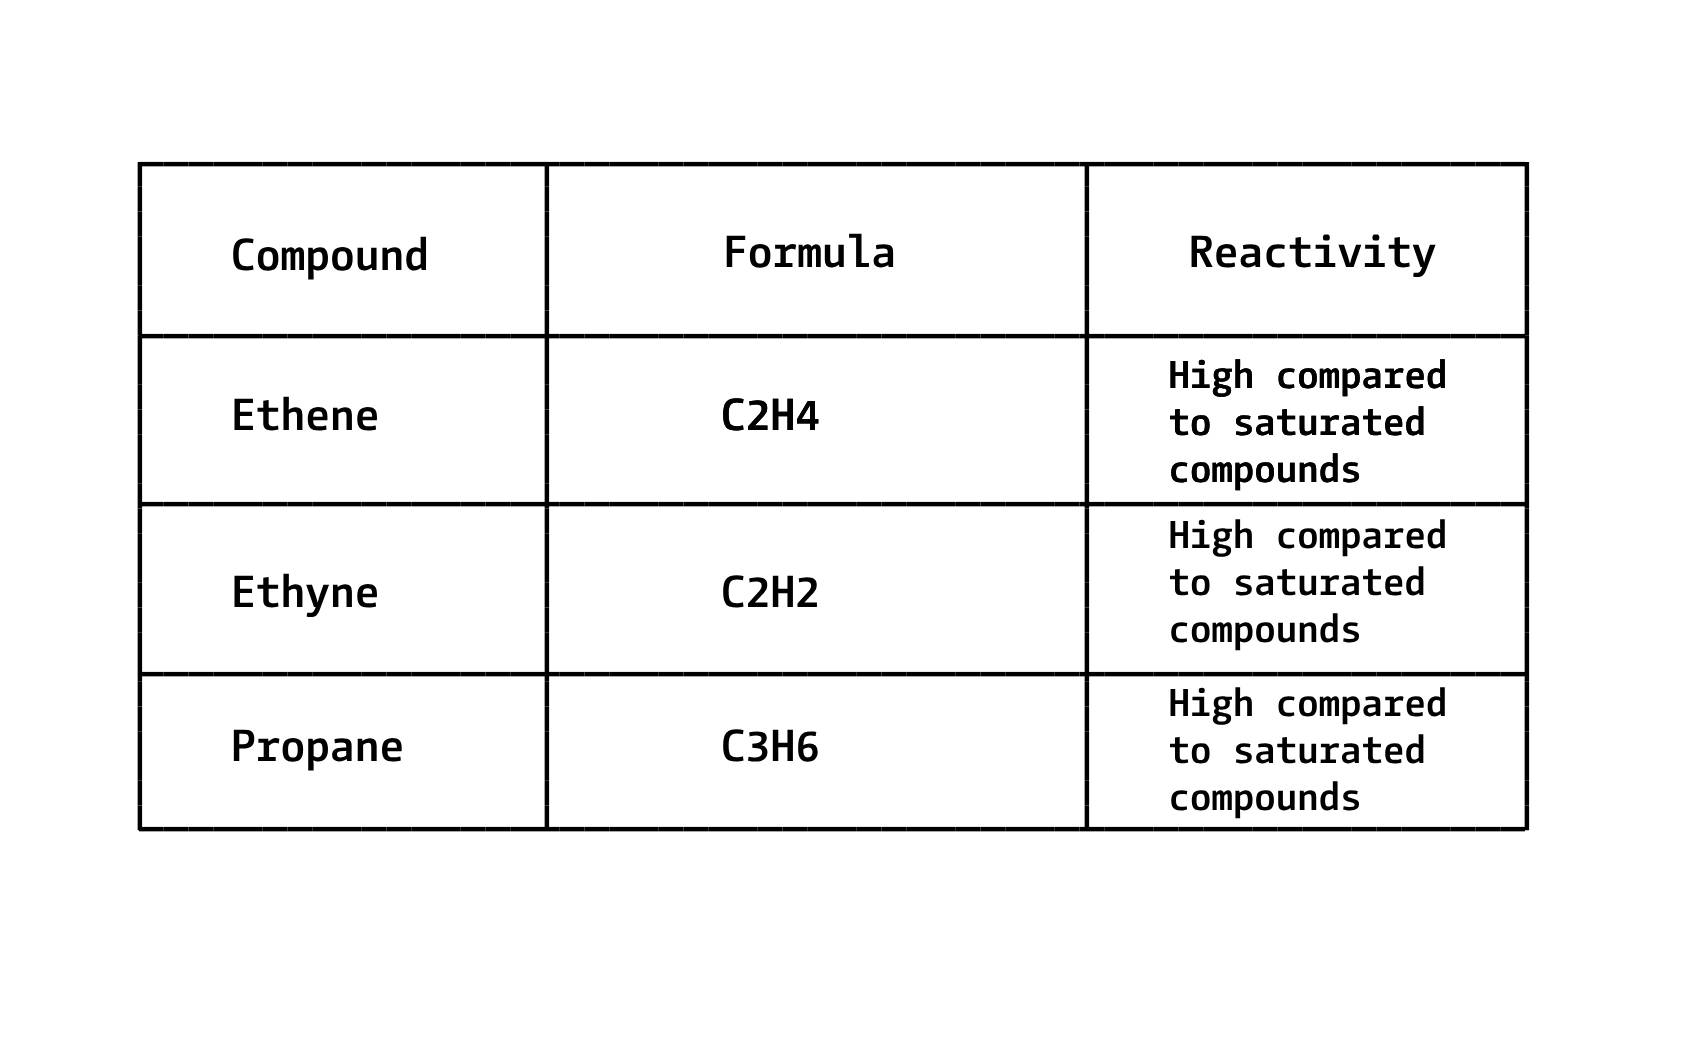 Compound Formula Reactivity
Ethene C2H4 High compared
to saturated
compounds
Ethyne C2H2 High compared
to saturated
compounds
Propane C3H6 High compared
to saturated
compounds